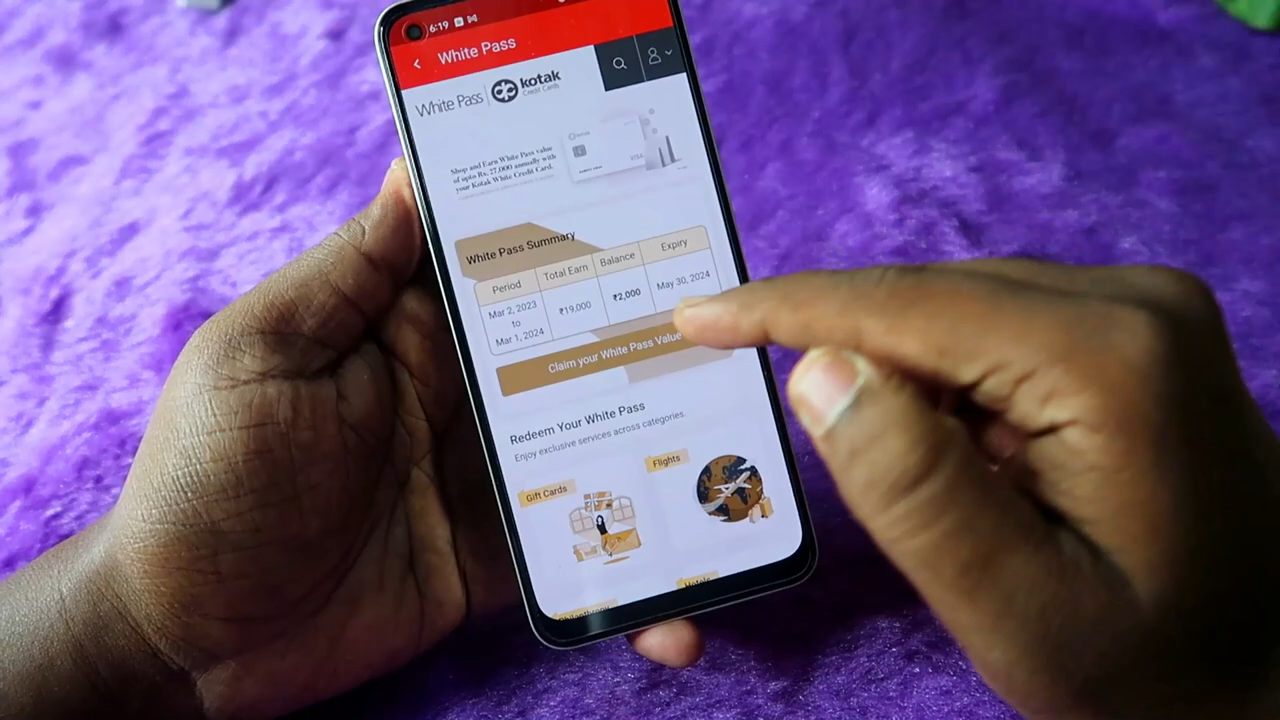 6:19
White Pass
White Pass
kotak
Credit Cards
Shop and Earn White Pass value
of upto Rs. 27,000 annually with
your Kotak White Credit Card.
VISA
White Pass Summary
Period Total Earn Balance Expiry
Mar 2, 2023
to
Mar 1, 2024
₹19,000 ₹2,000 May 30, 2024
Claim your White Pass Value
Redeem Your White Pass
Enjoy exclusive services across categories.
Gift Cards
Flights
Philanthropy
Hotels